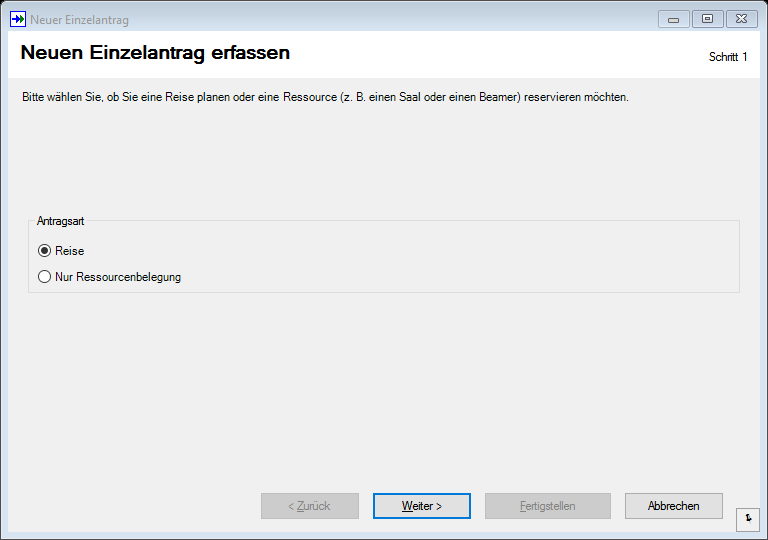 Neuer Einzelantrag
Neuen Einzelantrag erfassen
Schritt 1
Bitte wählen Sie, ob Sie eine Reise planen oder eine Ressource (z. B. einen Saal oder einen Beamer) reservieren möchten.
Antragsart
Reise
Nur Ressourcenbelegung
< Zurück
Weiter >
Fertigstellen
Abbrechen